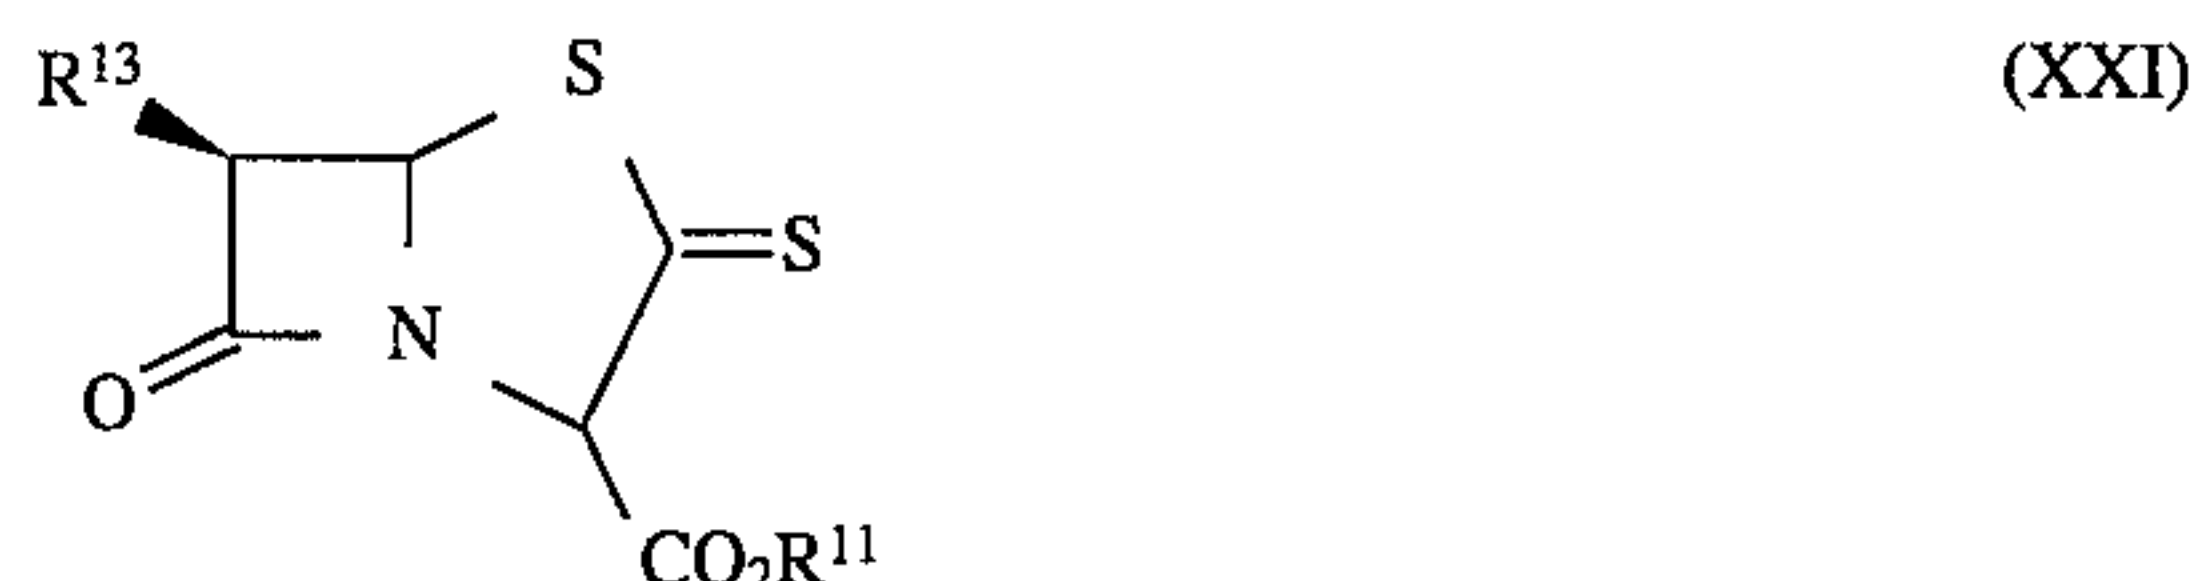 R¹³ S (XXI)
S
N
O
CO₂R¹¹